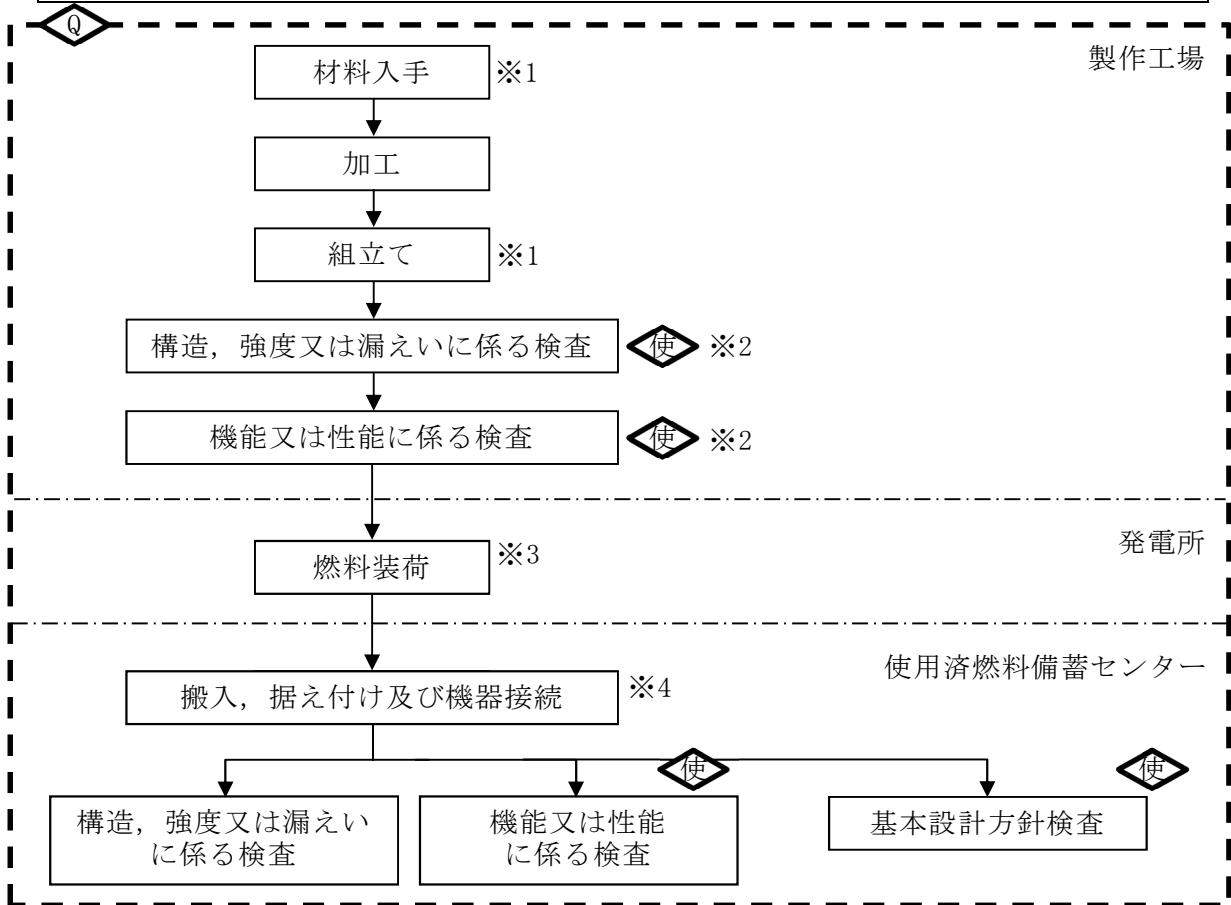 Q
製作工場
材料入手 ※1
加工
組立て ※1
構造，強度又は漏えいに係る検査 使 ※2
機能又は性能に係る検査 使 ※2
発電所
燃料装荷 ※3
使用済燃料備蓄センター
搬入，据え付け及び機器接続 ※4
使
使
構造，強度又は漏えい
に係る検査
機能又は性能
に係る検査
基本設計方針検査